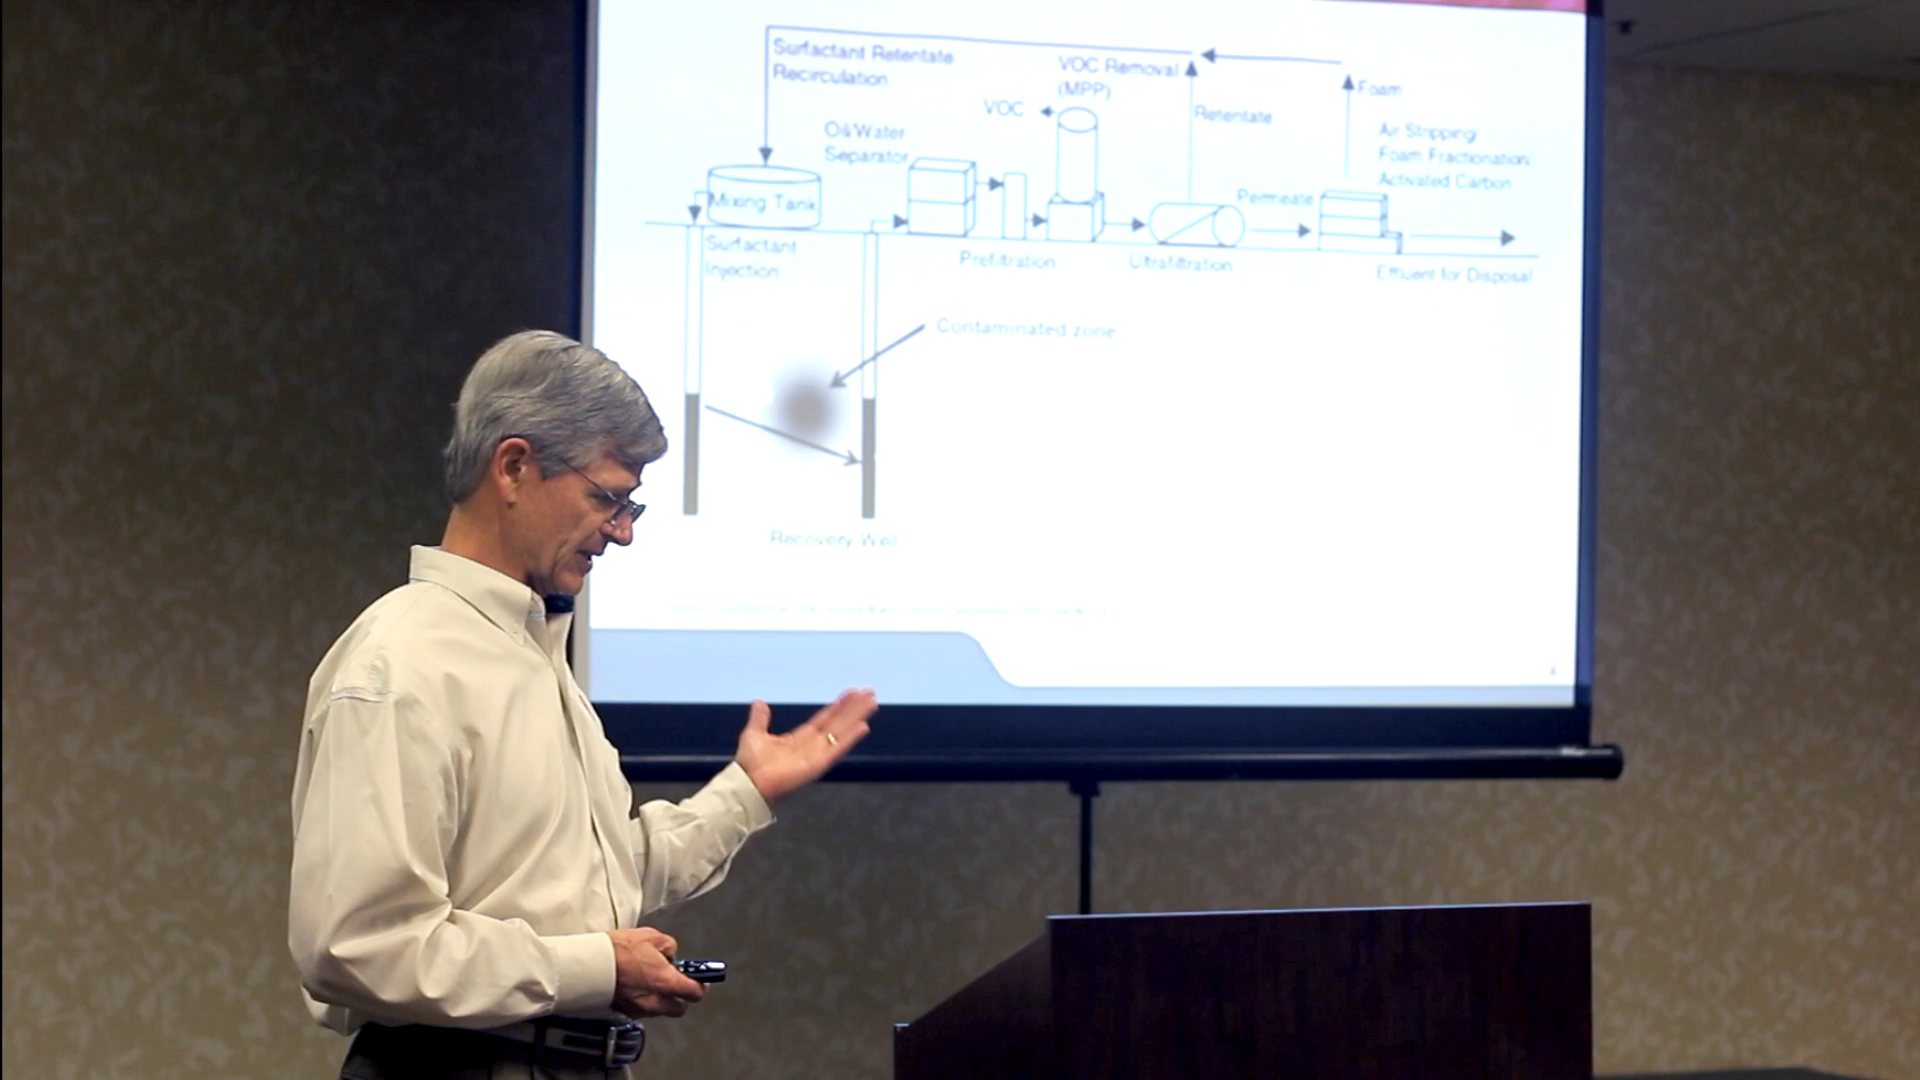 Surfactant Retentate
Recirculation
VOC Removal
(MPP)
VOC
Retentate
Foam
Air Stripping/
Foam Fractionation/
Activated Carbon
Oil/Water
Separator
Mixing Tank
Permeate
Surfactant
Injection
Prefiltration
Ultrafiltration
Effluent for Disposal
Contaminated zone
Recovery Well
4